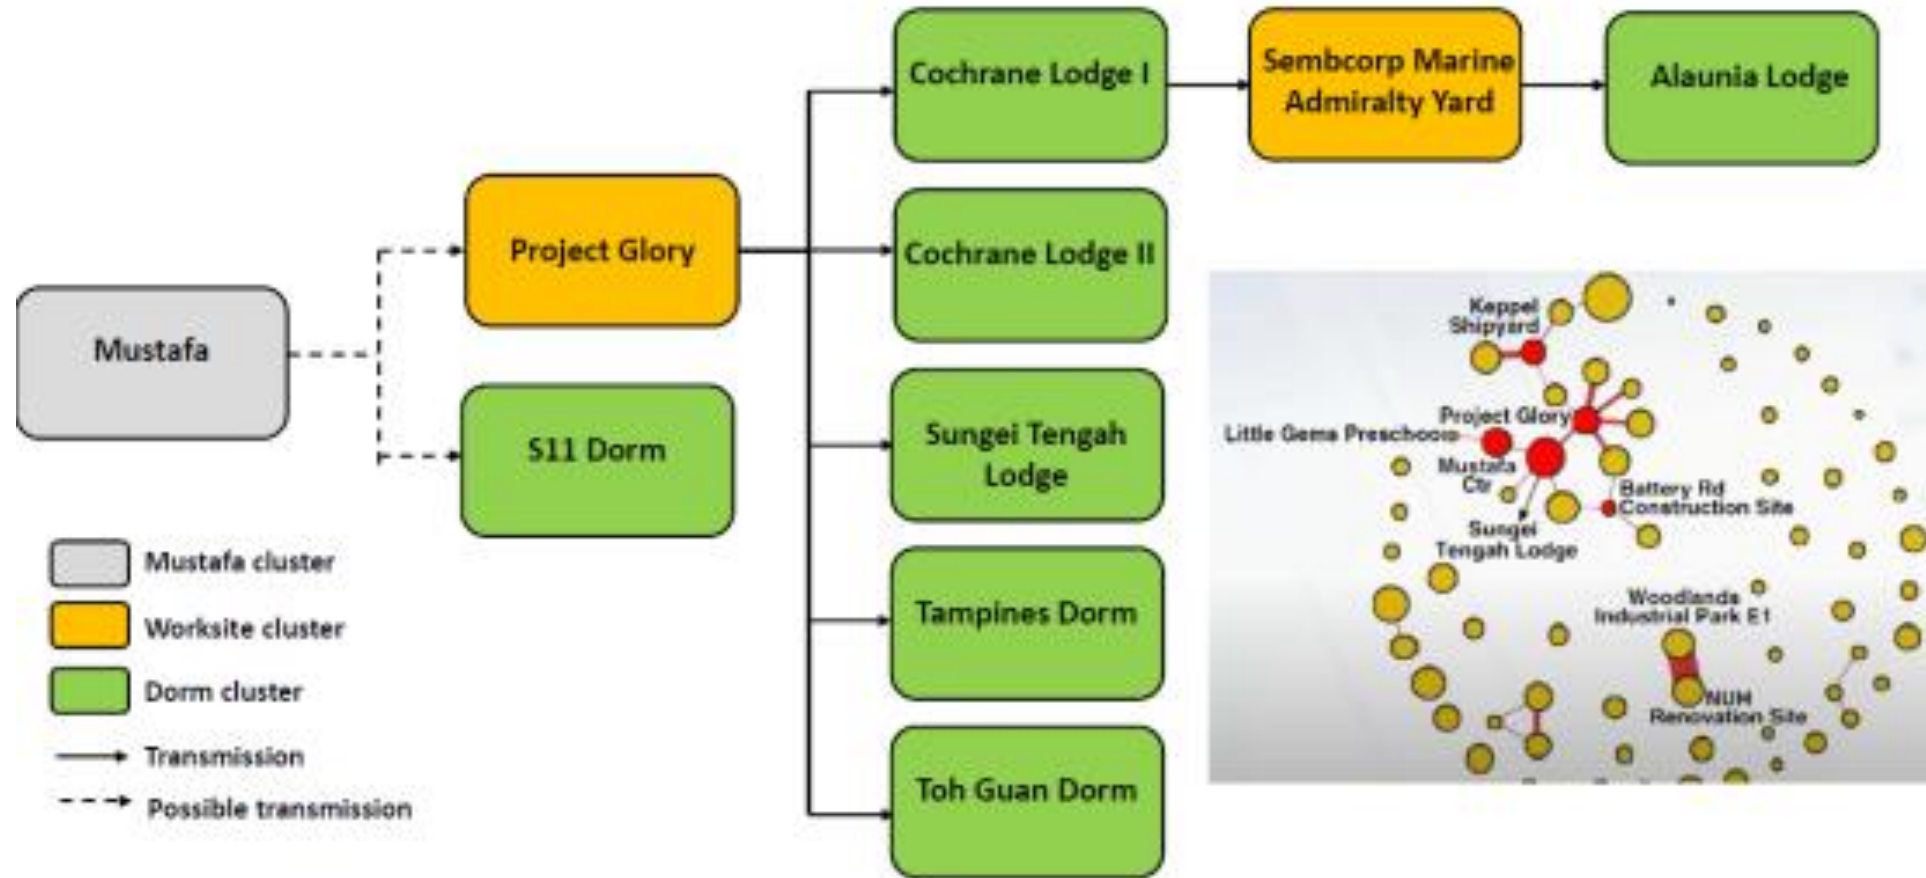 Cochrane Lodge I
Sembcorp Marine
Admiralty Yard
Alaunia Lodge
Project Glory
Cochrane Lodge II
Mustafa
S11 Dorm
Sungei Tengah
Lodge
Tampines Dorm
Toh Guan Dorm
Mustafa cluster
Worksite cluster
Dorm cluster
Transmission
Possible transmission
Keppel
Shipyard
Project Glory
Little Gema Preschool
Mustafa
Ctr
Battery Rd
Construction Site
Sungei
Tengah Lodge
Woodlands
Industrial Park E1
NUH
Renovation Site